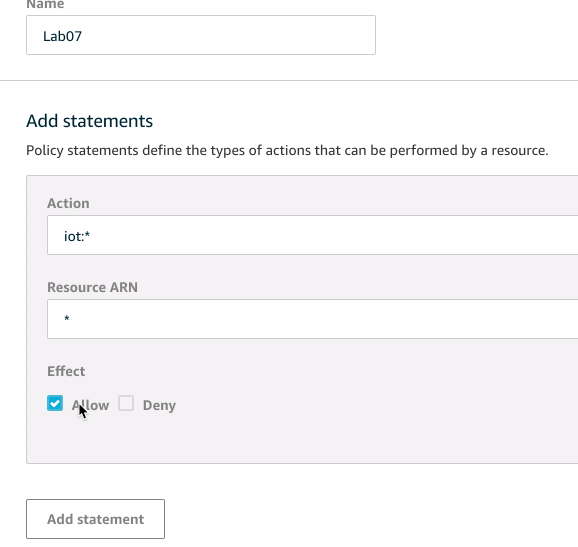 Name
Lab07
Add statements
Policy statements define the types of actions that can be performed by a resource.
Action
iot:*
Resource ARN
*
Effect
Allow Deny
Add statement